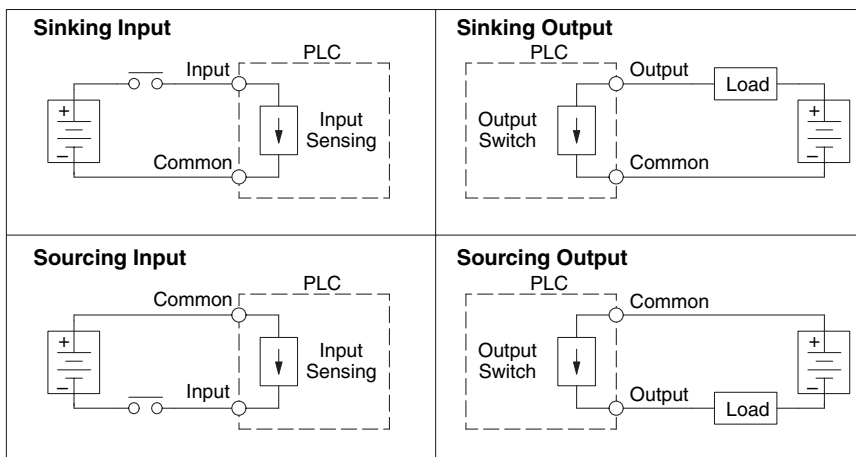 Sinking Input
PLC
Input
+
Input
Sensing
–
Common
Sinking Output
PLC
Output
Load
Output
Switch
+
–
Common
Sourcing Input
PLC
Common
+
Input
Sensing
–
Input
Sourcing Output
PLC
Common
Output
Switch
+
–
Output
Load